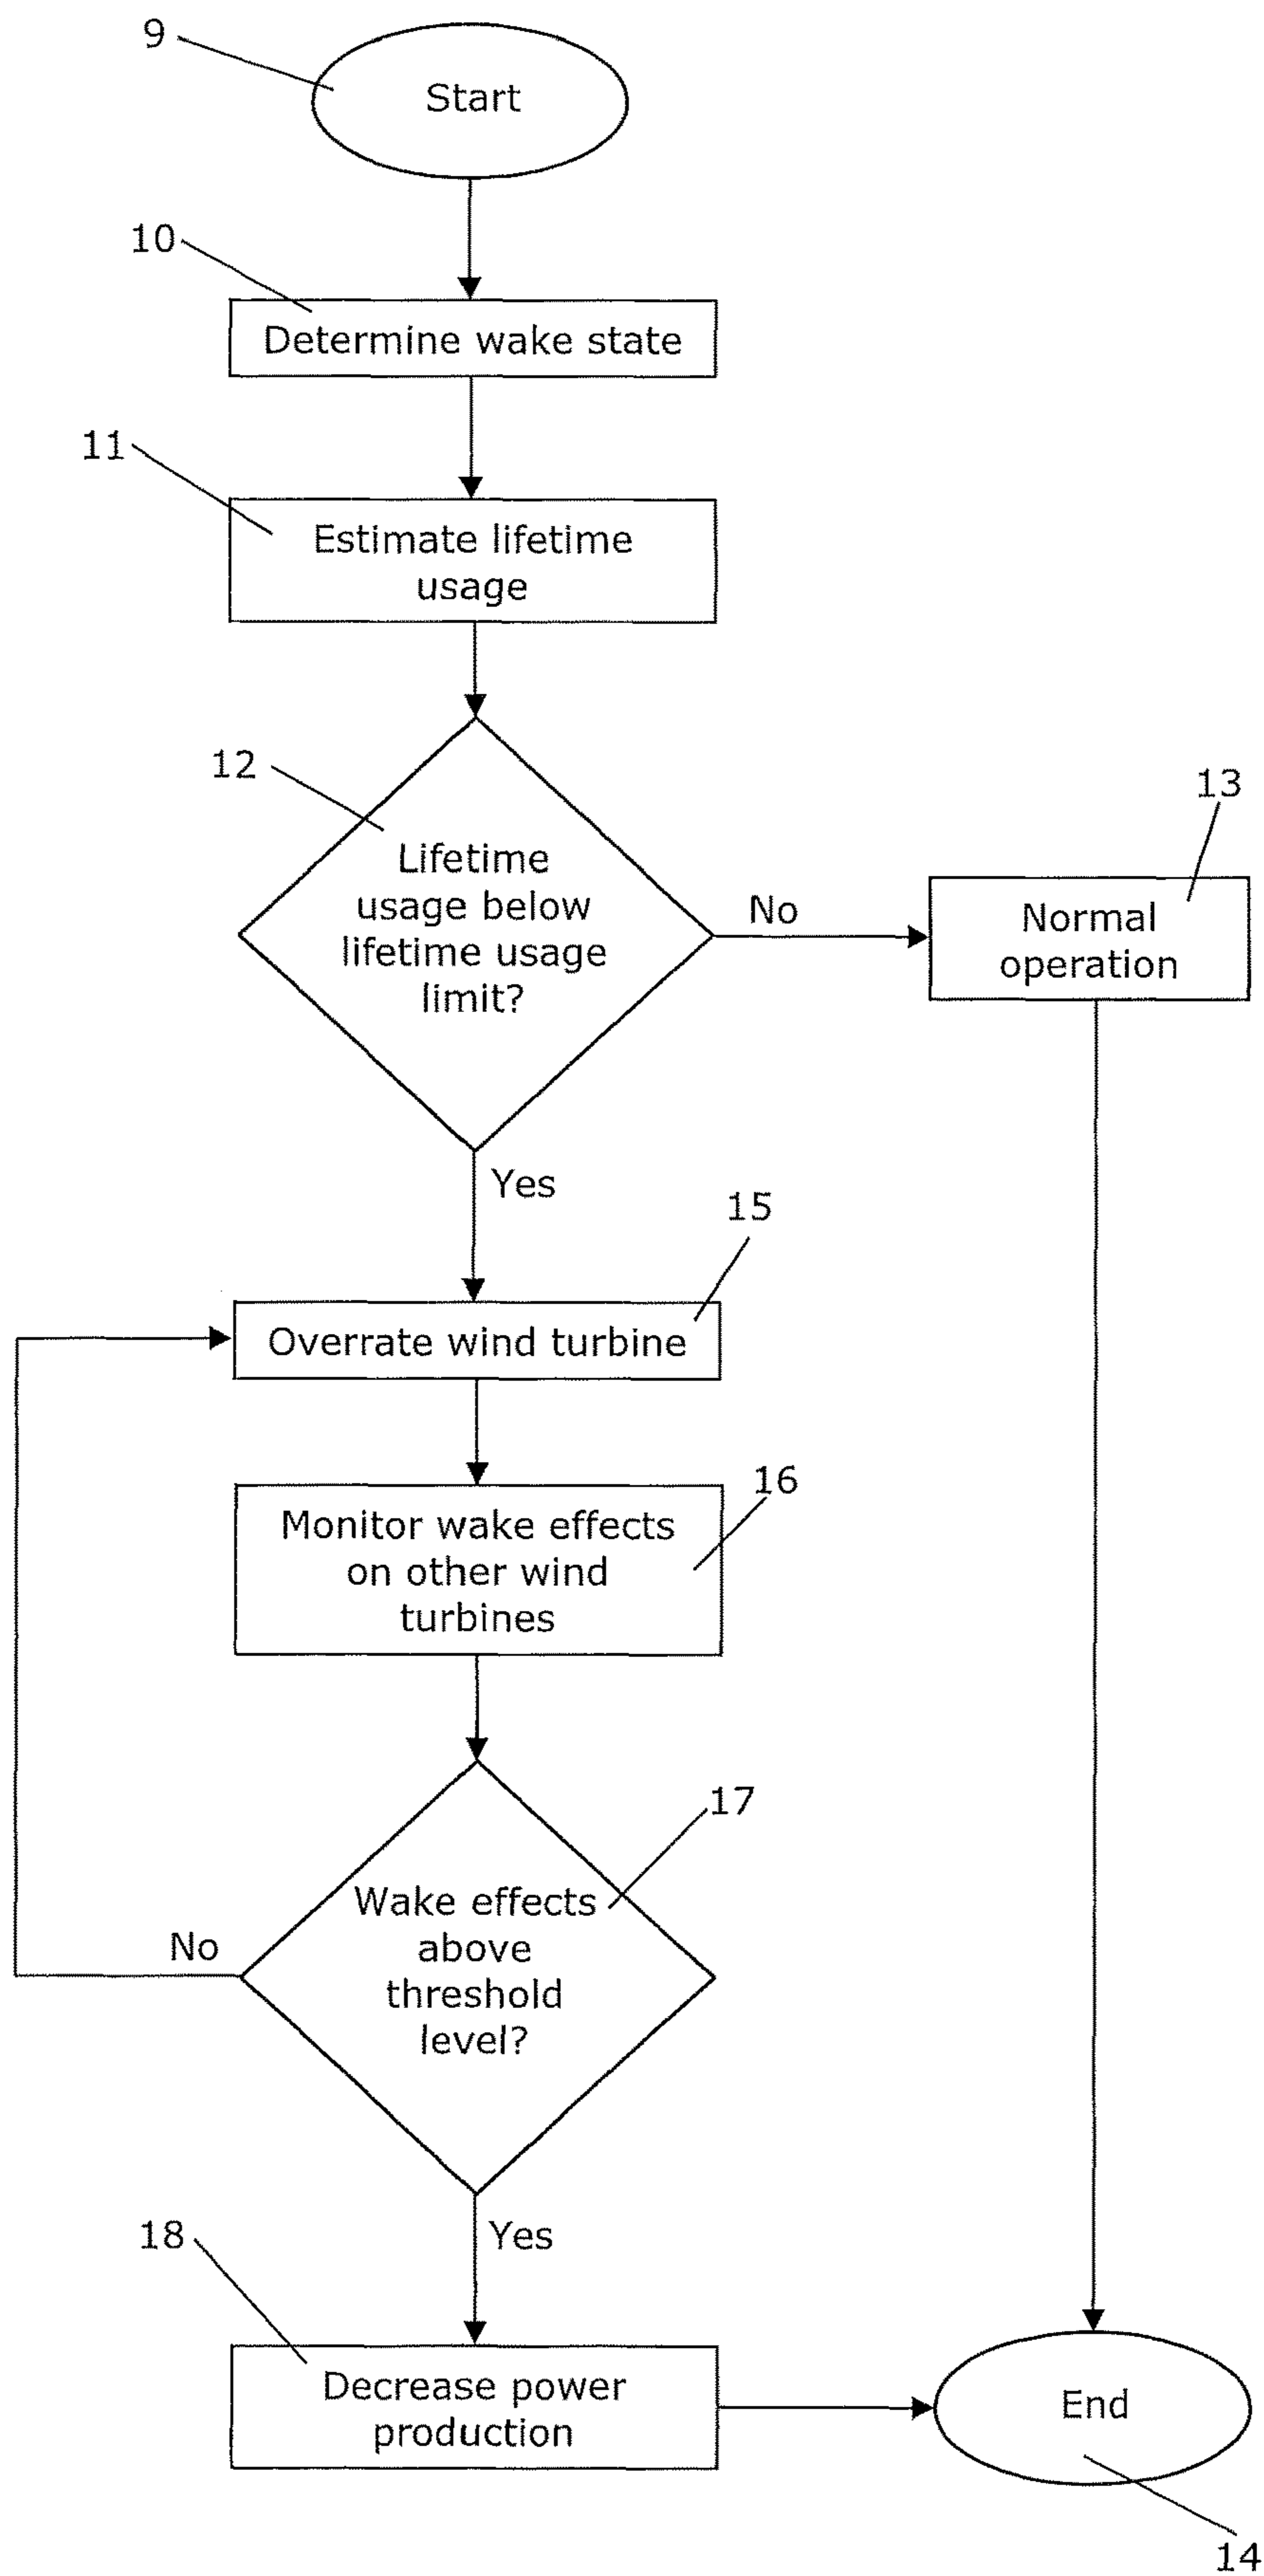 9
Start
10
Determine wake state
11
Estimate lifetime
usage
12
Lifetime
usage below
lifetime usage
limit?
No
13
Normal
operation
Yes
15
Overrate wind turbine
16
Monitor wake effects
on other wind
turbines
17
Wake effects
above
threshold
level?
No
Yes
18
Decrease power
production
End
14